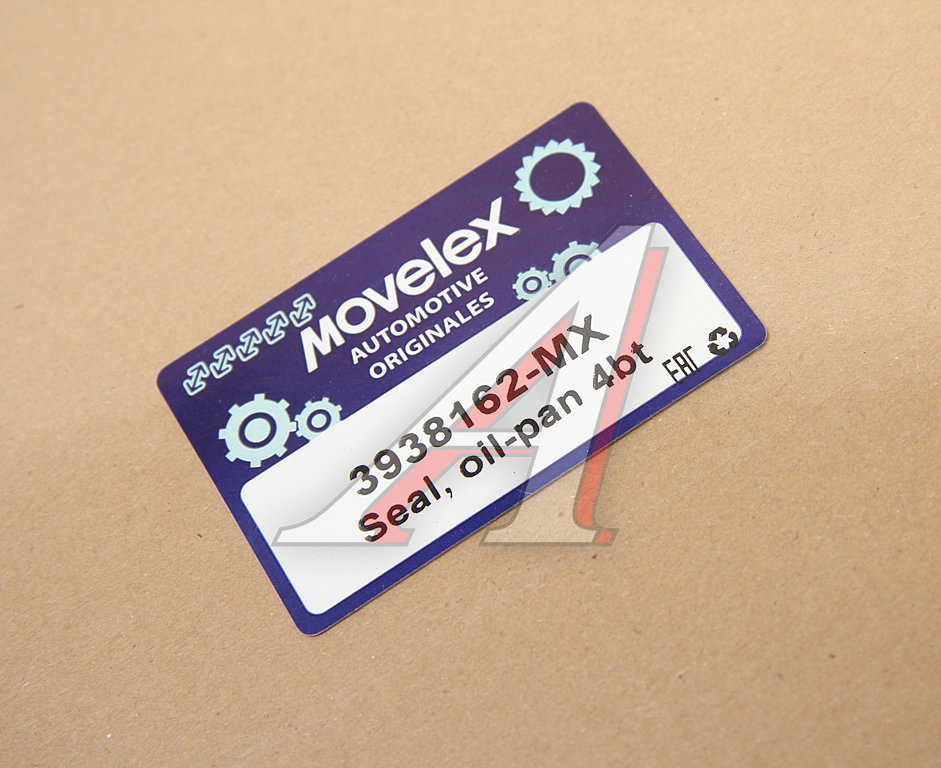 Movelex
AUTOMOTIVE
ORIGINALES
3938162-MX
Seal, oil-pan 4bt
EAC